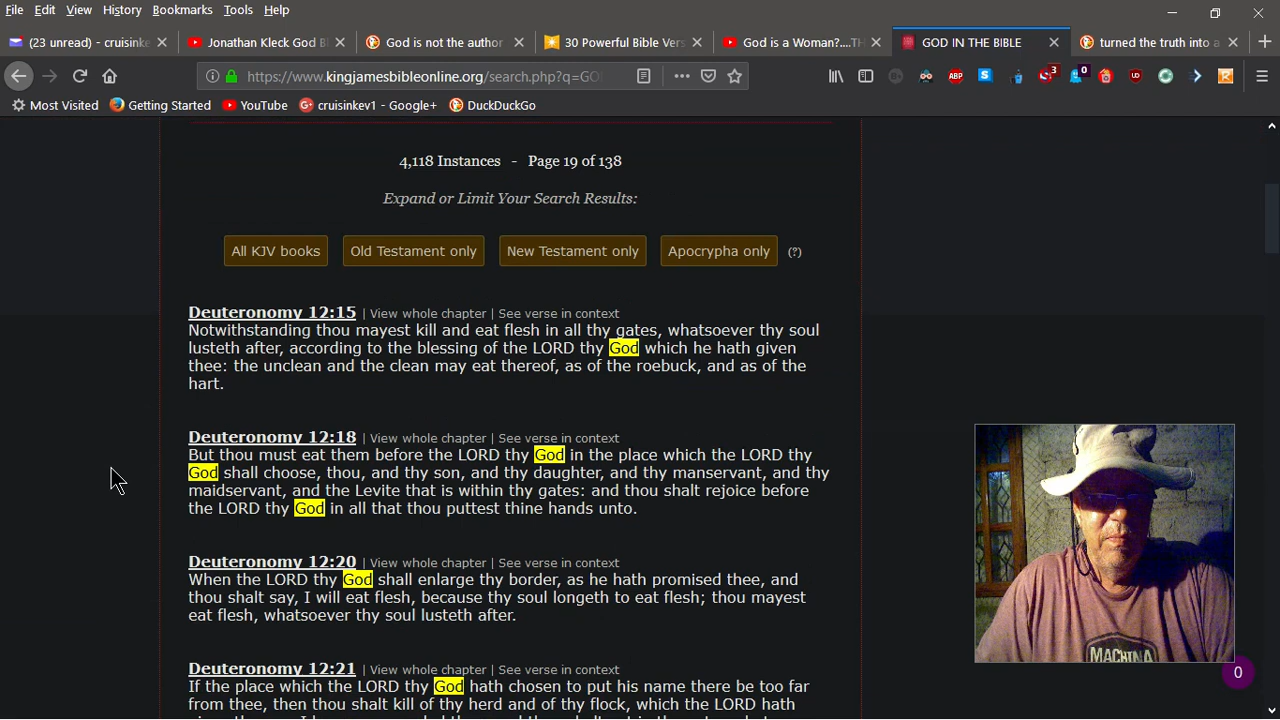 File Edit View History Bookmarks Tools Help
(23 unread) - cruisinke
Jonathan Kleck God B
God is not the author
30 Powerful Bible Ver
God is a Woman?....TH
GOD IN THE BIBLE
turned the truth into a
https://www.kingjamesbibleonline.org/search.php?q=GO
ABP
3
0
Most Visited Getting Started YouTube cruisinkev1 - Google+ DuckDuckGo
4,118 Instances - Page 19 of 138
Expand or Limit Your Search Results:
All KJV books Old Testament only New Testament only Apocrypha only (?)
Deuteronomy 12:15 | View whole chapter | See verse in context
Notwithstanding thou mayest kill and eat flesh in all thy gates, whatsoever thy soul
lusteth after, according to the blessing of the LORD thy God which he hath given
thee: the unclean and the clean may eat thereof, as of the roebuck, and as of the
hart.
Deuteronomy 12:18 | View whole chapter | See verse in context
But thou must eat them before the LORD thy God in the place which the LORD thy
God shall choose, thou, and thy son, and thy daughter, and thy manservant, and thy
maidservant, and the Levite that is within thy gates: and thou shalt rejoice before
the LORD thy God in all that thou puttest thine hands unto.
Deuteronomy 12:20 | View whole chapter | See verse in context
When the LORD thy God shall enlarge thy border, as he hath promised thee, and
thou shalt say, I will eat flesh, because thy soul longeth to eat flesh; thou mayest
eat flesh, whatsoever thy soul lusteth after.
Deuteronomy 12:21 | View whole chapter | See verse in context
If the place which the LORD thy God hath chosen to put his name there be too far
from thee, then thou shalt kill of thy herd and of thy flock, which the LORD hath
MACHINA
0